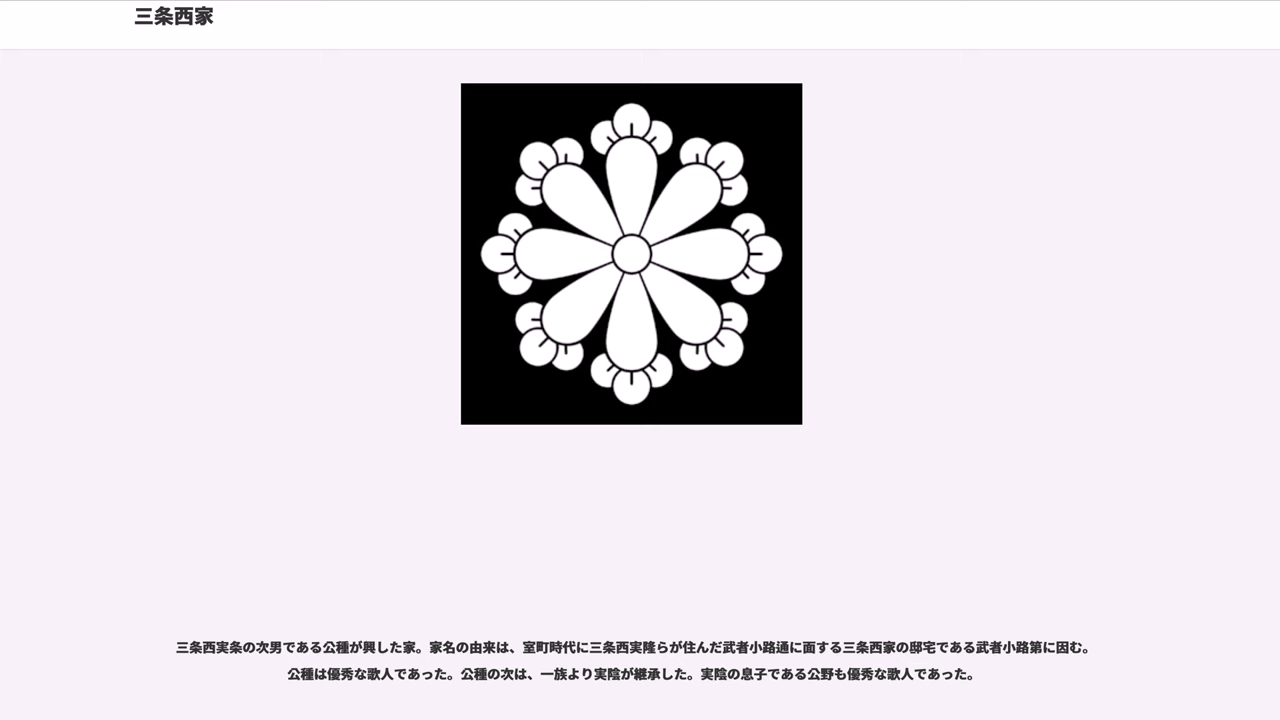 三条西家
三条西実条の次男である公種が興した家。家名の由来は、室町時代に三条西実隆らが住んだ武者小路通に面する三条西家の邸宅である武者小路第に因む。
公種は優秀な歌人であった。公種の次は、一族より実陰が継承した。実陰の息子である公野も優秀な歌人であった。